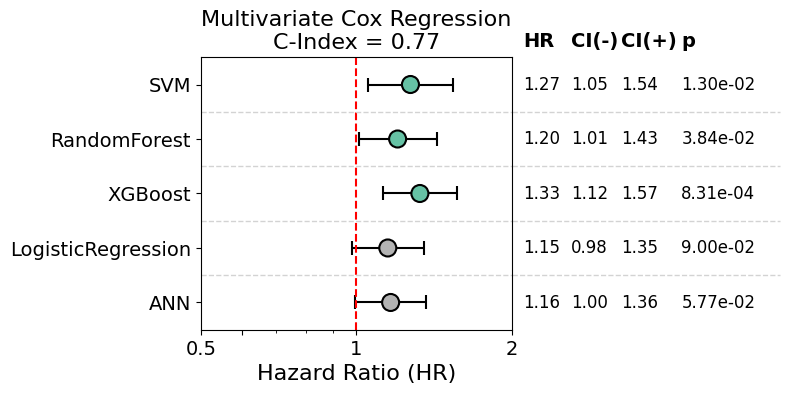 Multivariate Cox Regression
C-Index = 0.77
HR CI(-) CI(+) p
SVM 1.27 1.05 1.54 1.30e-02
RandomForest 1.20 1.01 1.43 3.84e-02
XGBoost 1.33 1.12 1.57 8.31e-04
LogisticRegression 1.15 0.98 1.35 9.00e-02
ANN 1.16 1.00 1.36 5.77e-02
0.5 1 2
Hazard Ratio (HR)